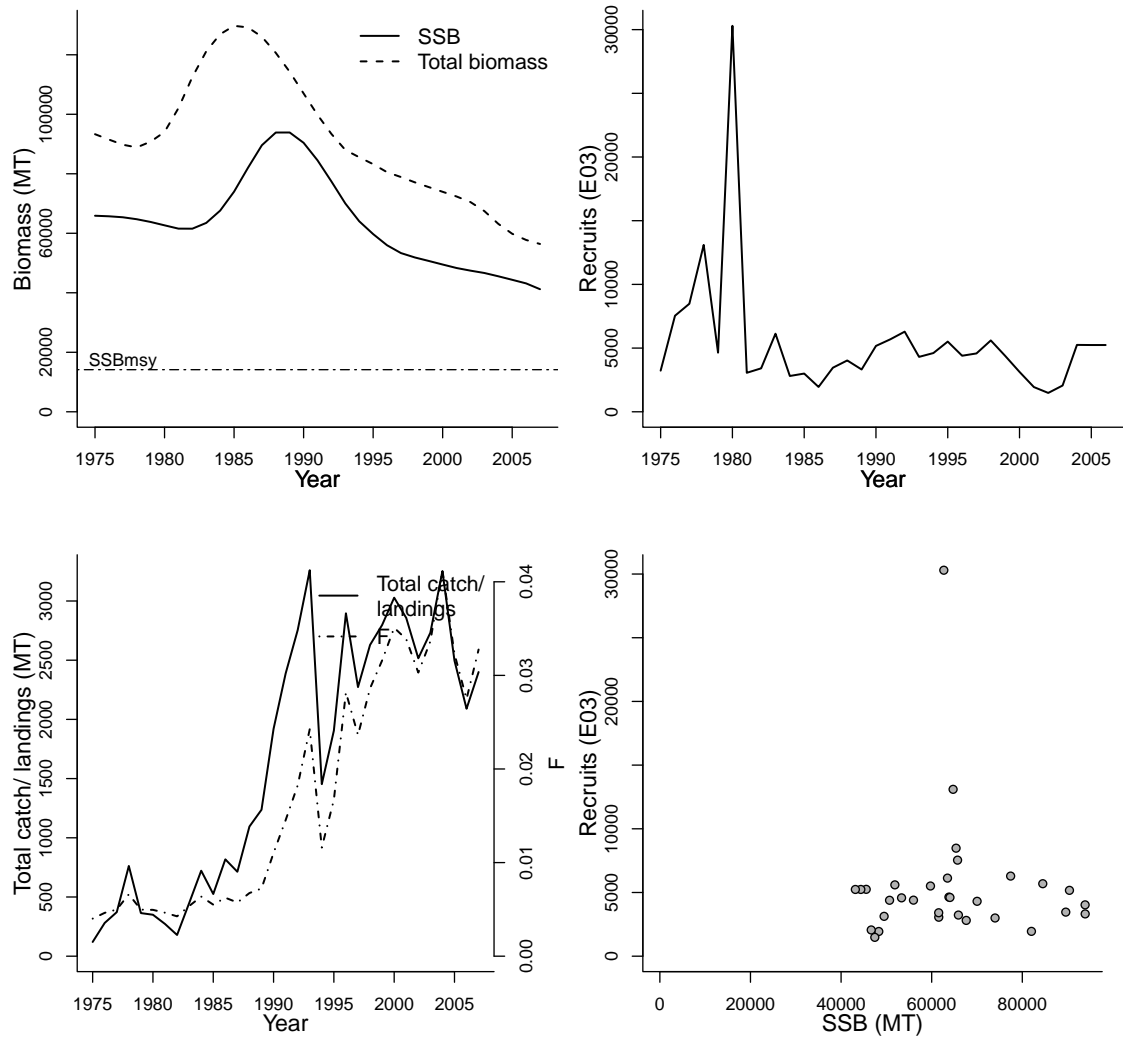 Biomass (MT)
0
20000
60000
100000
SSB
Total biomass
SSBmsy
1975 1980 1985 1990 1995 2000 2005
Year
Recruits (E03)
0
5000
10000
20000
30000
1975 1980 1985 1990 1995 2000 2005
Year
Total catch/ landings (MT)
0
500
1000
1500
2000
2500
3000
Total catch/
landings
F
0.00
0.01
0.02
0.03
0.04
F
1975 1980 1985 1990 1995 2000 2005
Year
Recruits (E03)
0
5000
10000
20000
30000
0 20000 40000 60000 80000
SSB (MT)